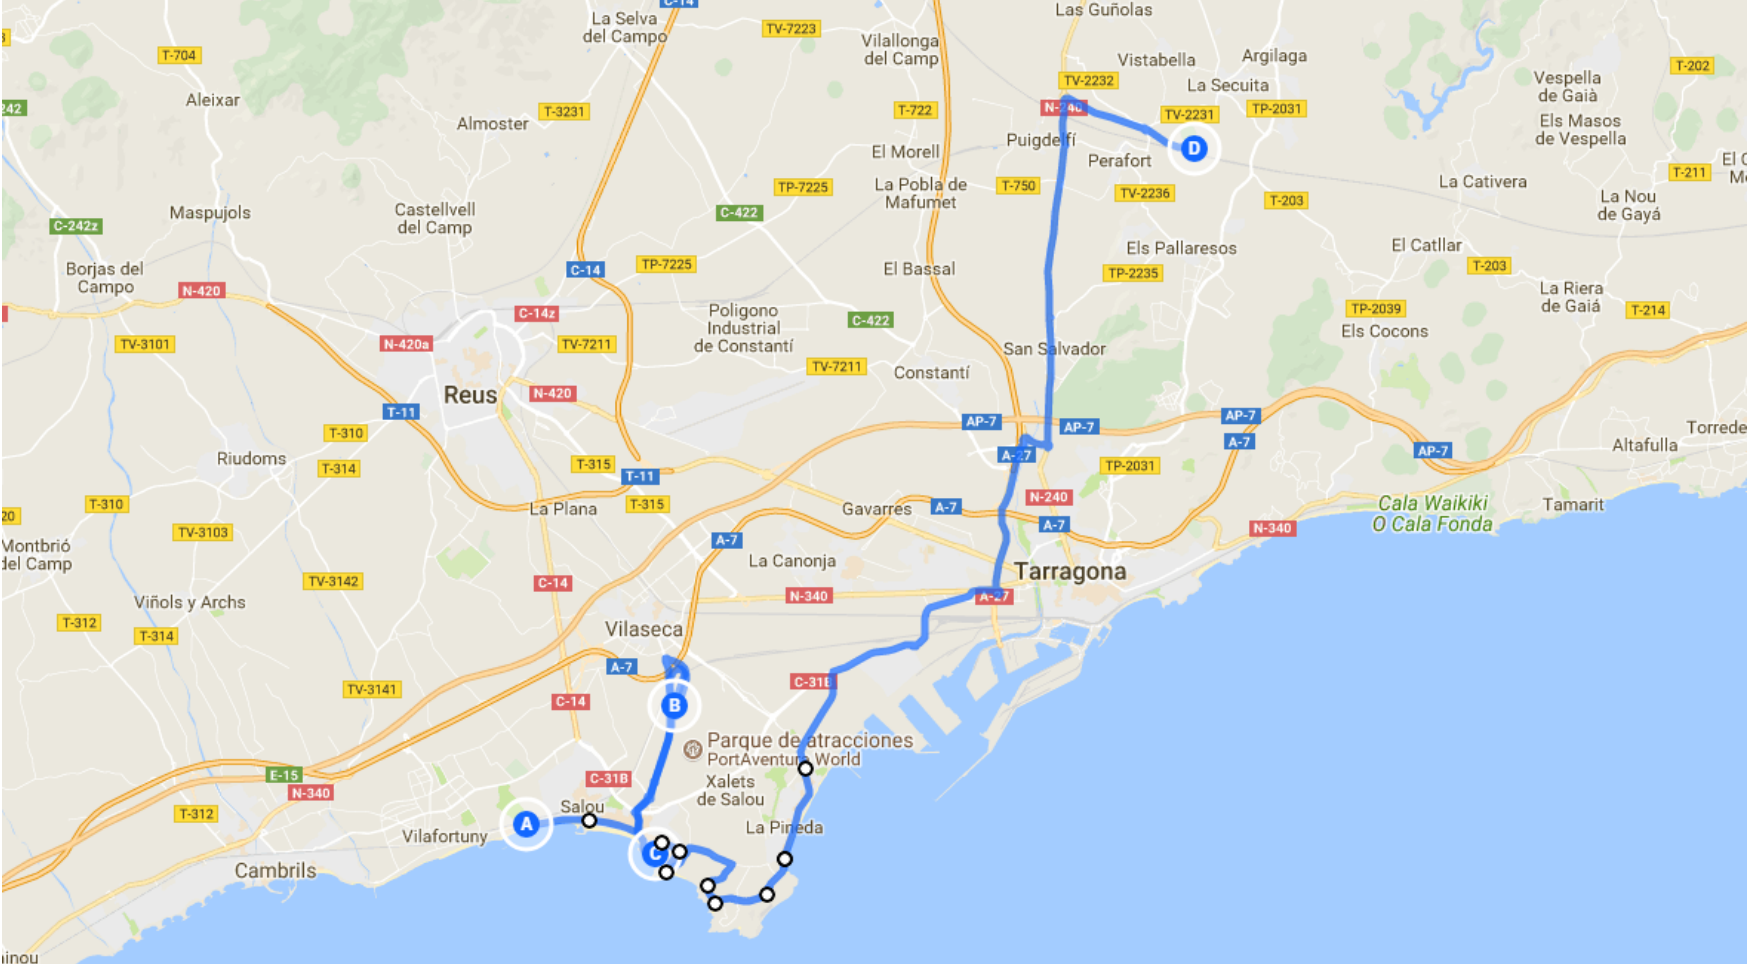 C-14
Las Guñolas
La Selva
del Campo
TV-7223
Vilallonga
del Camp
T-704
Vistabella
Argilaga
T-202
Vespella
de Gaià
TV-2232
La Secuita
Aleixar
242
T-3231
T-722
N-240
TV-2231
TP-2031
Almoster
Els Masos
de Vespella
Puigdelfí
D
El Morell
Perafort
T-211
La Cativera
TP-7225
La Pobla de
Mafumet
T-750
TV-2236
T-203
La Nou
de Gayá
Maspujols
Castellvell
del Camp
C-422
C-242z
Els Pallaresos
El Catllar
Borjas del
Campo
C-14
TP-7225
El Bassal
TP-2235
T-203
N-420
La Riera
de Gaiá
C-14z
Poligono
Industrial
de Constantí
C-422
TP-2039
T-214
Els Cocons
TV-3101
N-420a
TV-7211
San Salvador
TV-7211
Constantí
Reus
N-420
T-11
AP-7
AP-7
AP-7
T-310
A-7
Torrede
Altafulla
Riudoms
T-314
T-315
T-11
A-27
TP-2031
AP-7
T-310
La Plana
T-315
Gavarres
A-7
N-240
Cala Waikiki
O Cala Fonda
Tamarit
20
TV-3103
A-7
A-7
N-340
Montbrió
del Camp
La Canonja
Tarragona
TV-3142
C-14
N-340
A-27
Viñols y Archs
T-312
T-314
Vilaseca
A-7
C-31B
TV-3141
C-14
B
Parque de atracciones
PortAventura World
E-15
N-340
C-31B
Xalets
de Salou
T-312
Salou
A
Vilafortuny
La Pineda
C
Cambrils